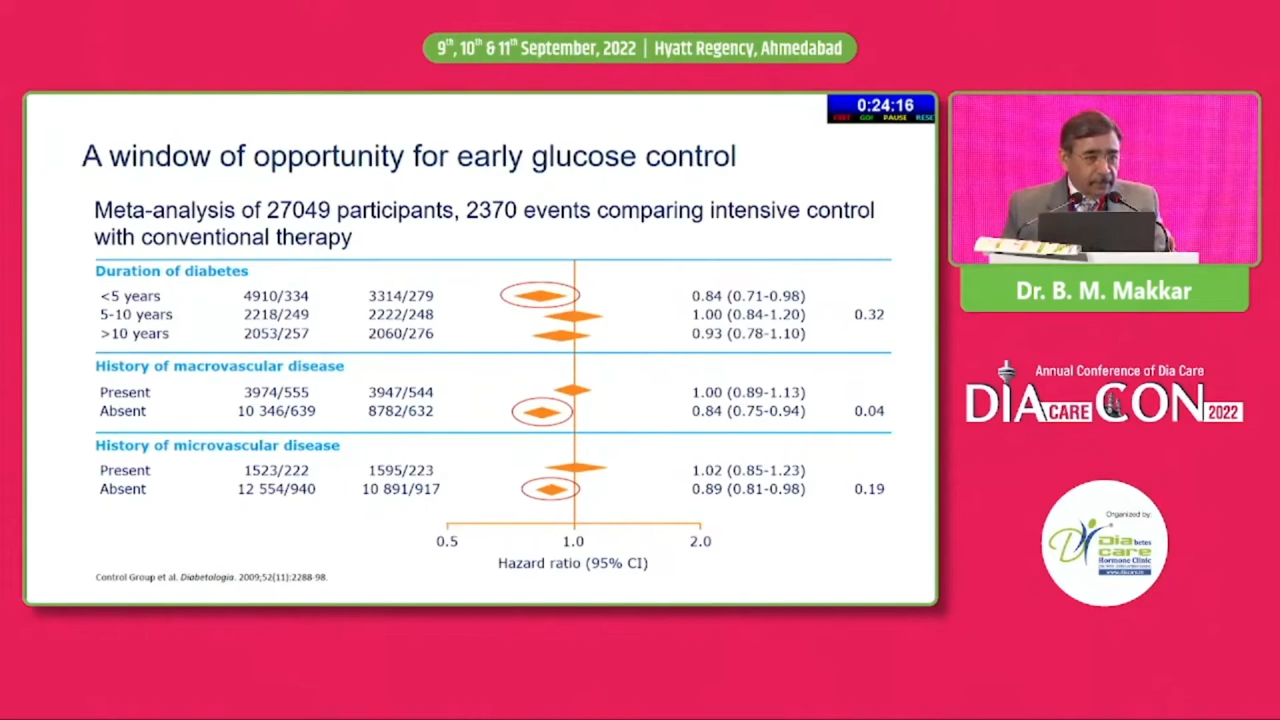 9th, 10th & 11th September, 2022 | Hyatt Regency, Ahmedabad
0:24:16
GO! PAUSE RESE
A window of opportunity for early glucose control
Meta-analysis of 27049 participants, 2370 events comparing intensive control
with conventional therapy
Duration of diabetes
<5 years 4910/334 3314/279 0.84 (0.71-0.98)
5-10 years 2218/249 2222/248 1.00 (0.84-1.20) 0.32
>10 years 2053/257 2060/276 0.93 (0.78-1.10)
History of macrovascular disease
Present 3974/555 3947/544 1.00 (0.89-1.13)
Absent 10 346/639 8782/632 0.84 (0.75-0.94) 0.04
History of microvascular disease
Present 1523/222 1595/223 1.02 (0.85-1.23)
Absent 12 554/940 10 891/917 0.89 (0.81-0.98) 0.19
0.5 1.0 2.0
Hazard ratio (95% CI)
Control Group et al. Diabetologia. 2009;52(11):2288-98.
Dr. B. M. Makkar
Annual Conference of Dia Care
DIA CARE CON 2022
Organized by:
Diabetes
care
Hormone Clinic